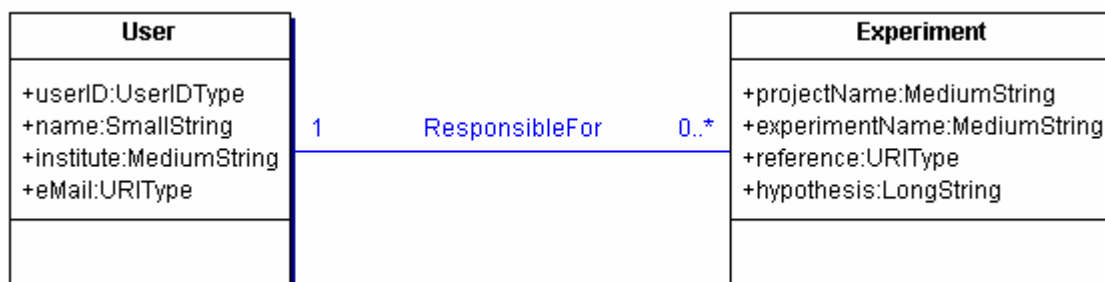 User
+userID:UserIDType
+name:SmallString
+institute:MediumString
+eMail:URIType
1 ResponsibleFor 0..*
Experiment
+projectName:MediumString
+experimentName:MediumString
+reference:URIType
+hypothesis:LongString